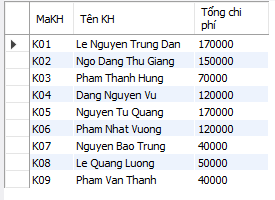 MaKH Tên KH Tổng chi phí
K01 Le Nguyen Trung Dan 170000
K02 Ngo Dang Thu Giang 150000
K03 Pham Thanh Hung 70000
K04 Dang Nguyen Vu 120000
K05 Nguyen Tu Quang 170000
K06 Pham Nhat Vuong 120000
K07 Nguyen Bao Trung 40000
K08 Le Quang Luong 50000
K09 Pham Van Thanh 40000